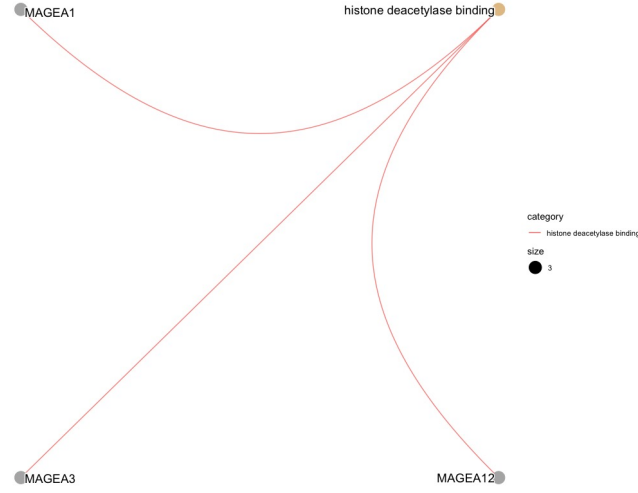 MAGEA1
histone deacetylase binding
category
histone deacetylase binding
size
3
MAGEA3
MAGEA12